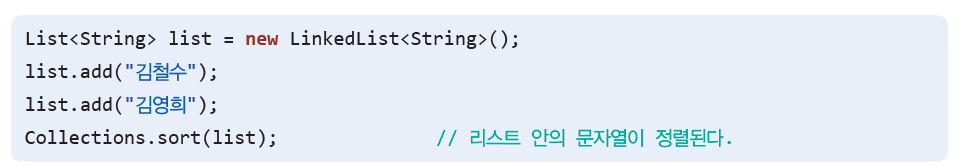 List<String> list = new LinkedList<String>();
list.add("김철수");
list.add("김영희");
Collections.sort(list); // 리스트 안의 문자열이 정렬된다.